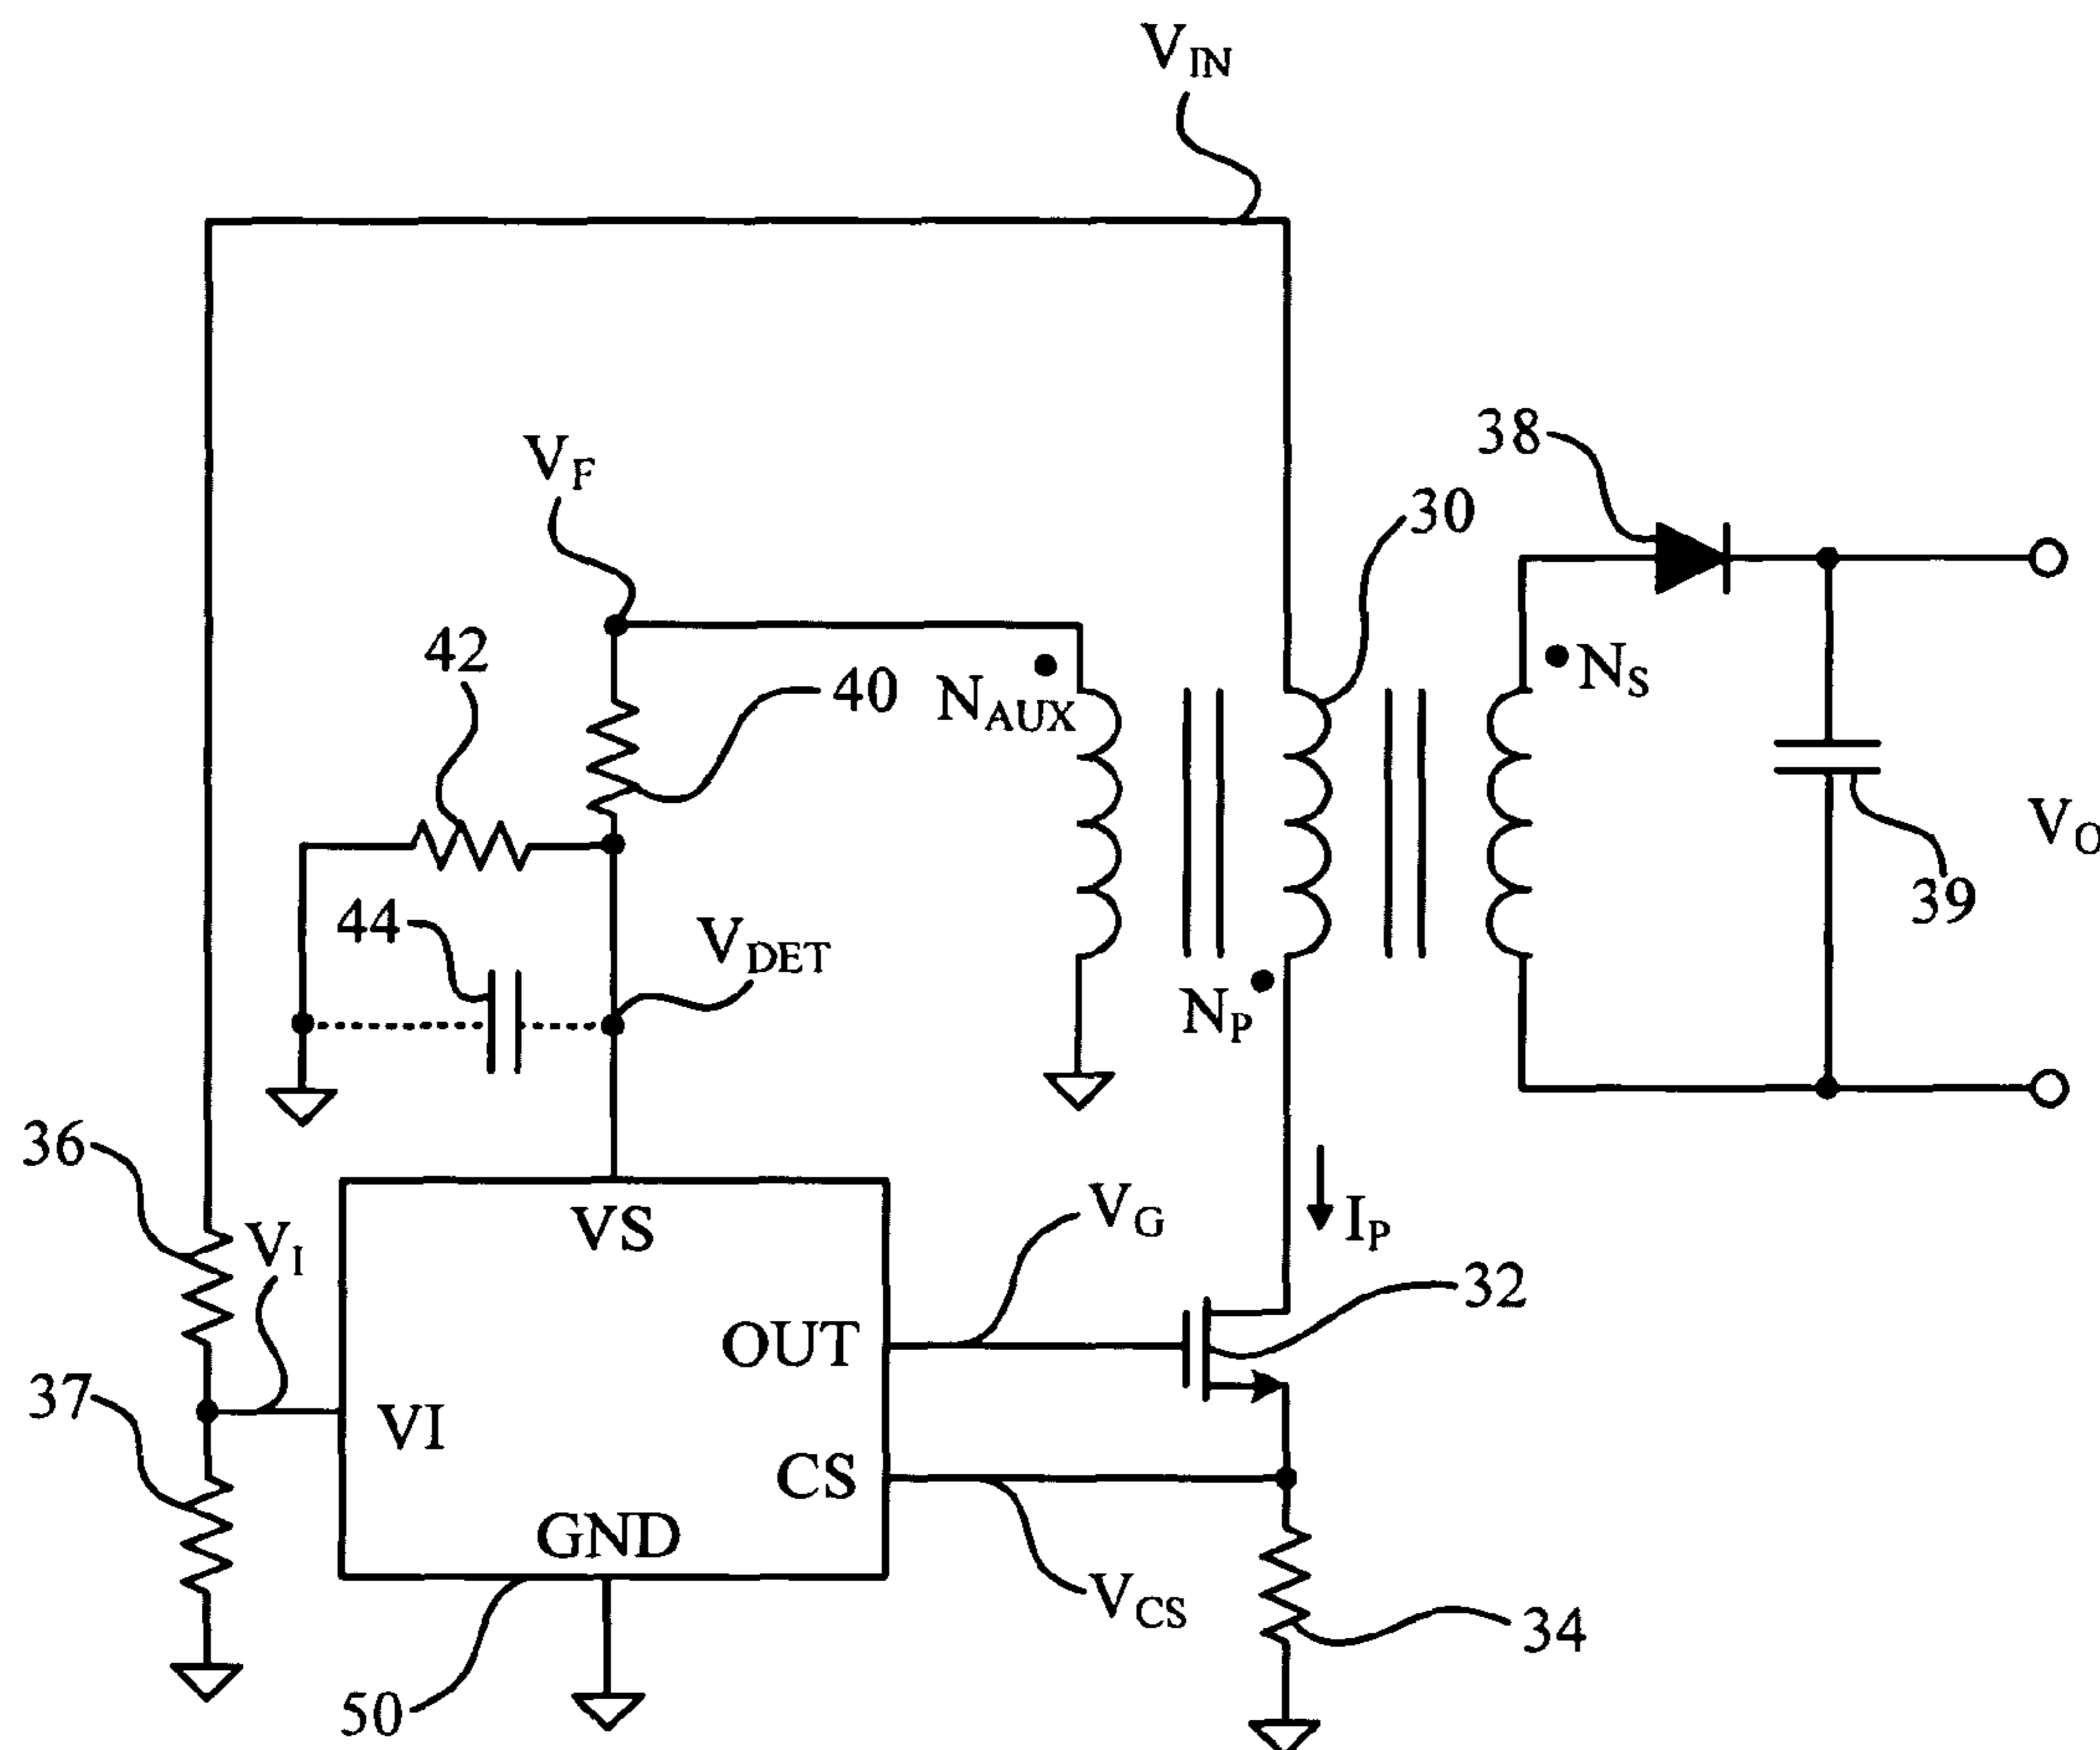 V_IN
38
V_F
30
42
40
N_AUX
N_S
V_O
39
44
V_DET
N_P
36
V_I
VS
V_G
I_P
32
OUT
37
VI
CS
GND
V_CS
34
50